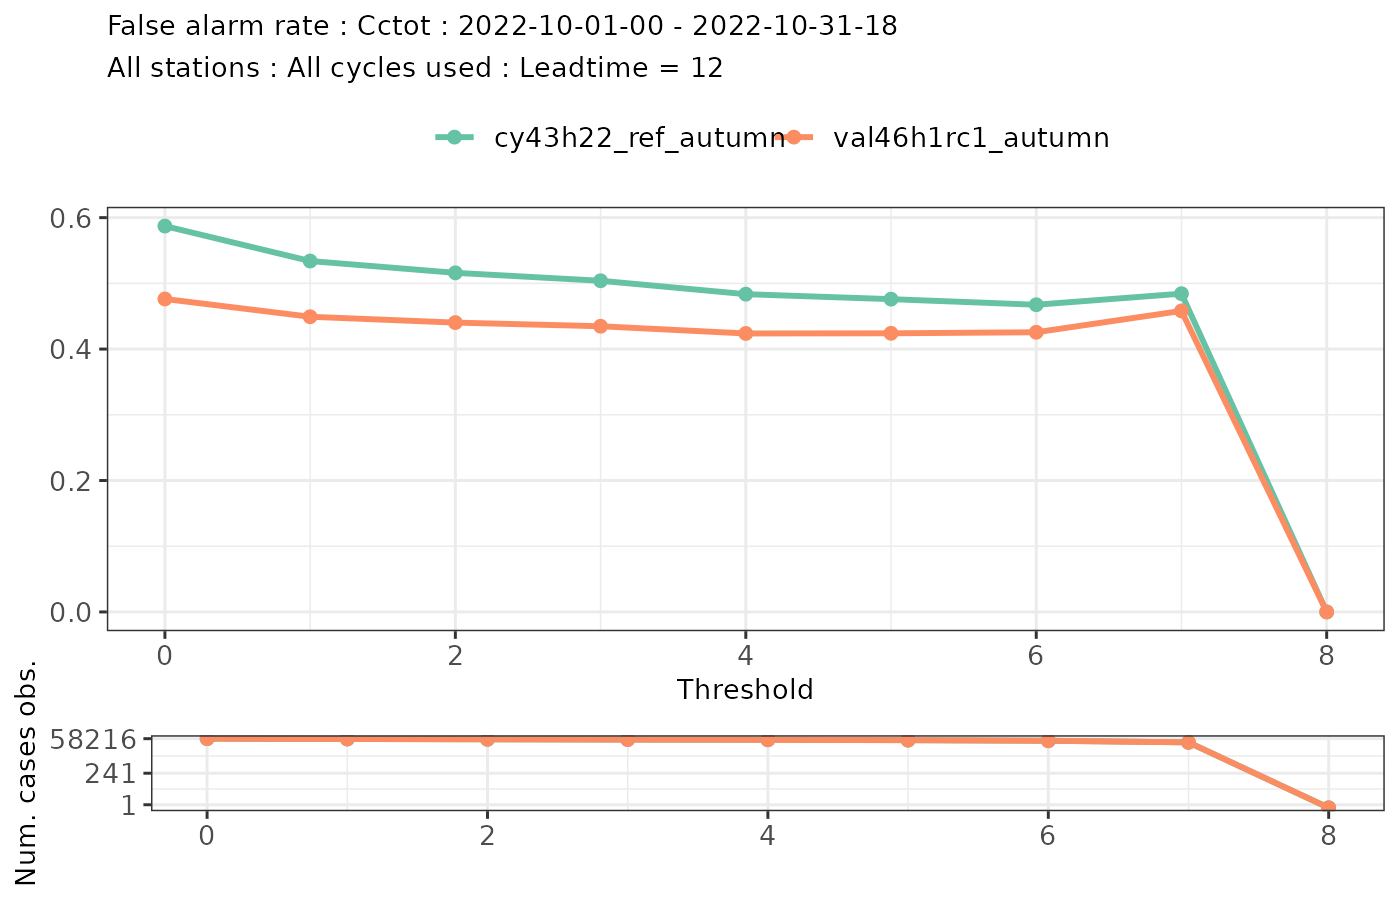 False alarm rate : Cctot : 2022-10-01-00 - 2022-10-31-18
All stations : All cycles used : Leadtime = 12
cy43h22_ref_autumn val46h1rc1_autumn
0.6
0.4
0.2
0.0
0 2 4 6 8
Threshold
Num. cases obs.
58216
241
1
0 2 4 6 8